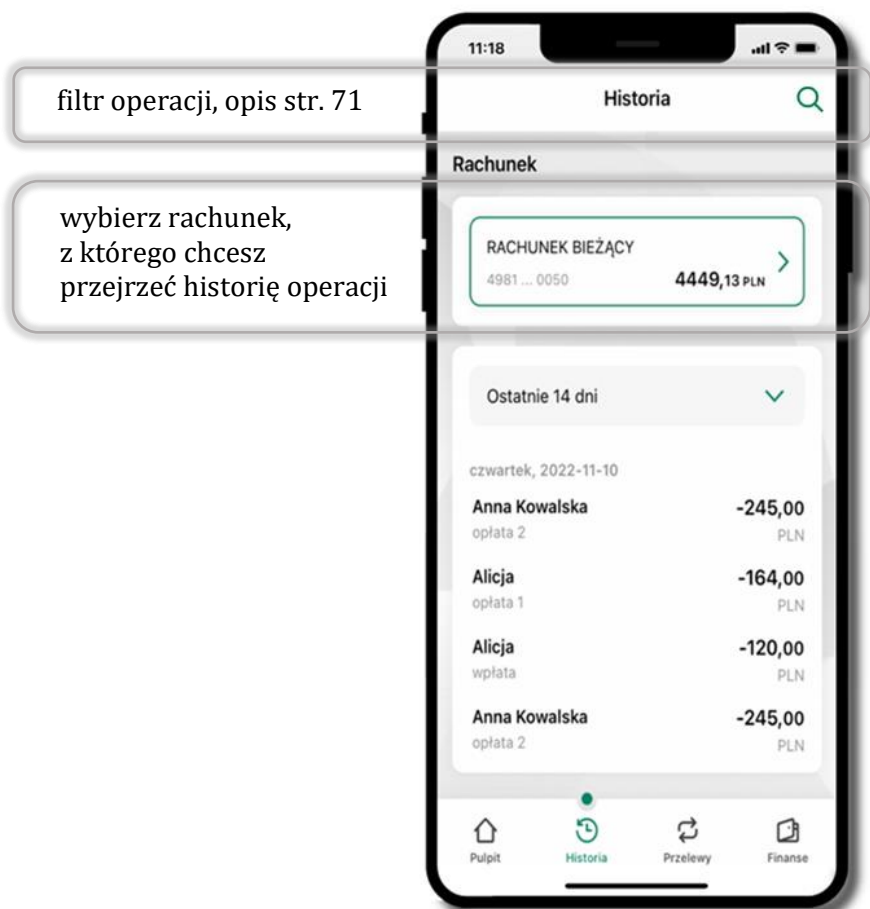 11:18
filtr operacji, opis str. 71
Historia
Rachunek
wybierz rachunek,
z którego chcesz
przejrzeć historię operacji
RACHUNEK BIEŻĄCY
4981 ... 0050 4449,13 PLN
Ostatnie 14 dni
czwartek, 2022-11-10
Anna Kowalska -245,00
opłata 2 PLN
Alicja -164,00
opłata 1 PLN
Alicja -120,00
wpłata PLN
Anna Kowalska -245,00
opłata 2 PLN
Pulpit Historia Przelewy Finanse